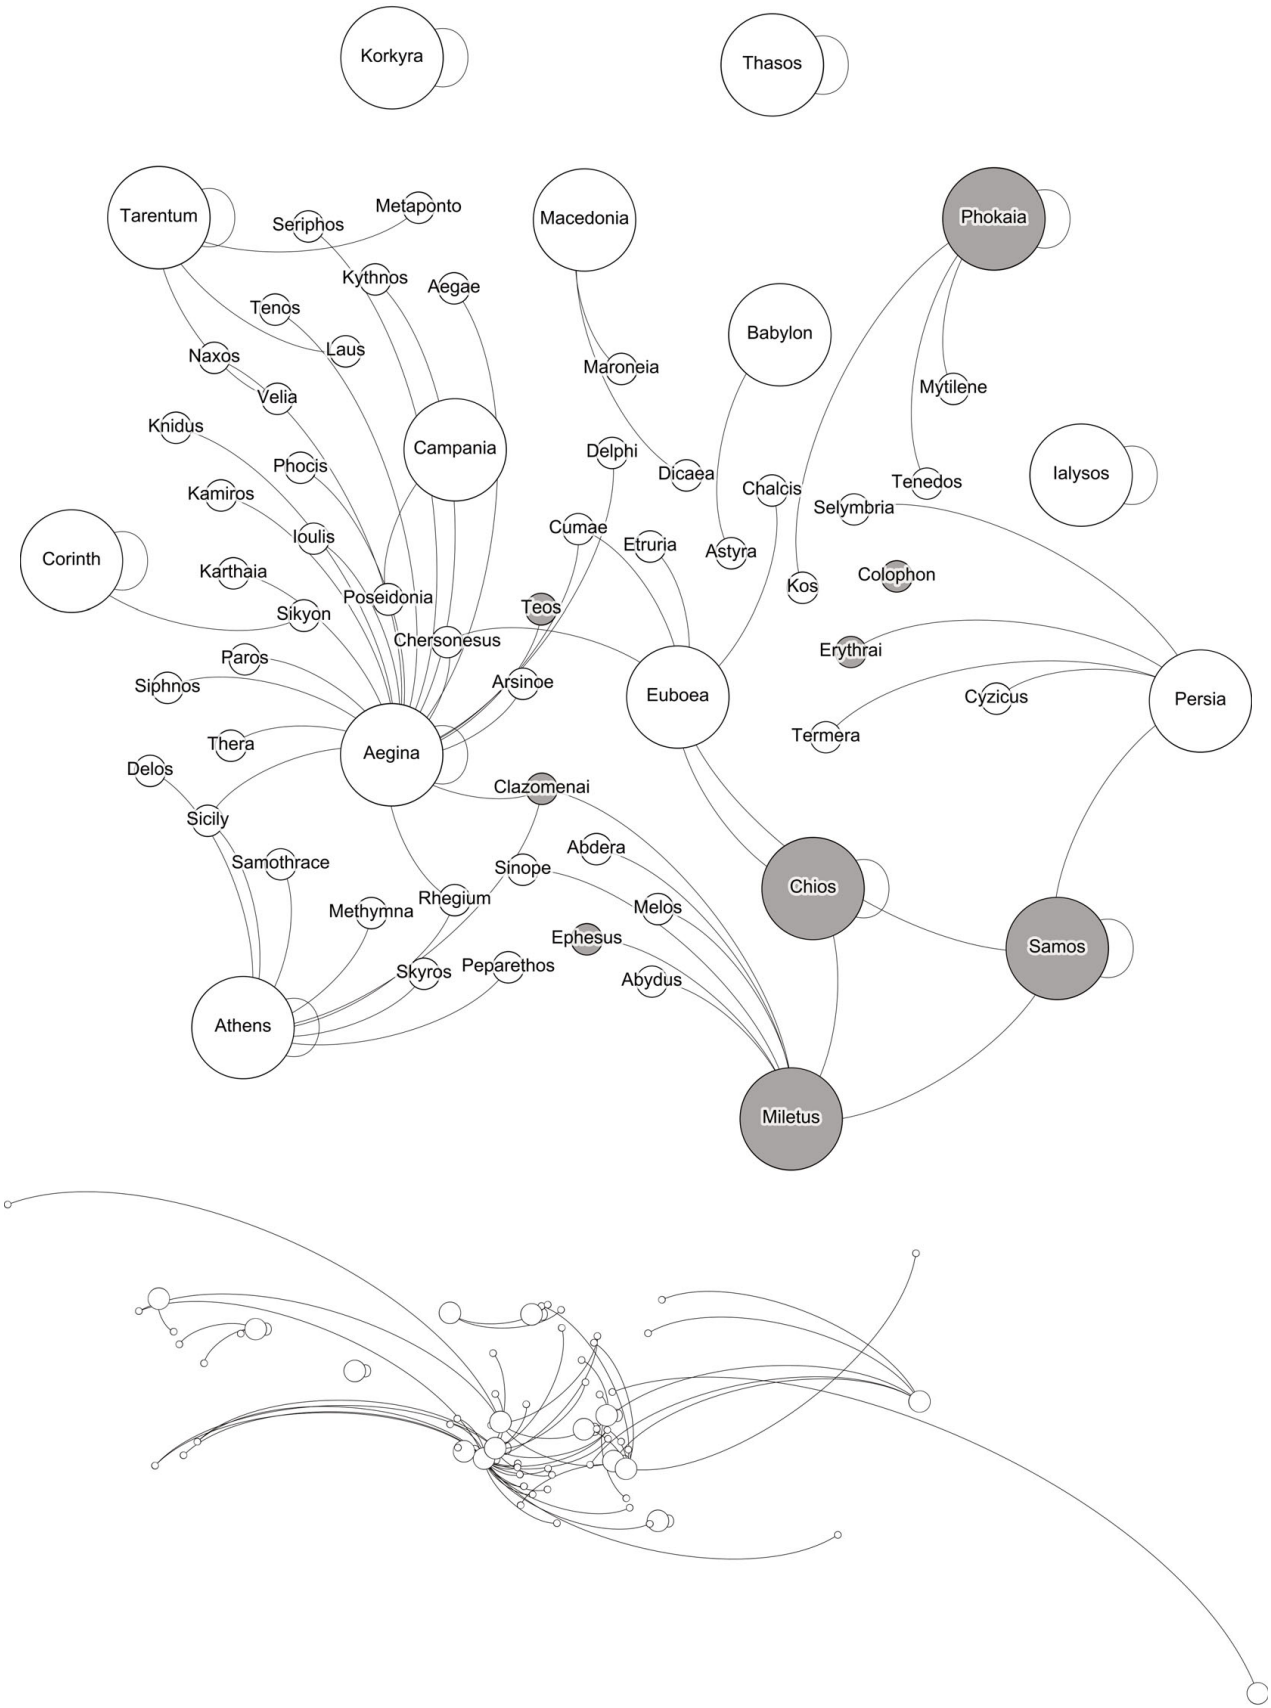 Korkyra
Thasos
Tarentum
Seriphos
Metaponto
Macedonia
Phokaia
Kythnos
Aegae
Tenos
Babylon
Laus
Naxos
Maroneia
Mytilene
Velia
Knidus
Campania
Delphi
Phocis
Dicaea
Ialysos
Tenedos
Chalcis
Kamiros
Selymbria
Cumae
Ioulis
Etruria
Astyra
Corinth
Karthaia
Colophon
Kos
Poseidonia
Teos
Sikyon
Chersonesus
Erythrai
Paros
Siphnos
Arsinoe
Euboea
Cyzicus
Persia
Termera
Thera
Aegina
Delos
Clazomenai
Sicily
Abdera
Samothrace
Sinope
Chios
Rhegium
Methymna
Melos
Ephesus
Samos
Peparethos
Skyros
Abydus
Athens
Miletus